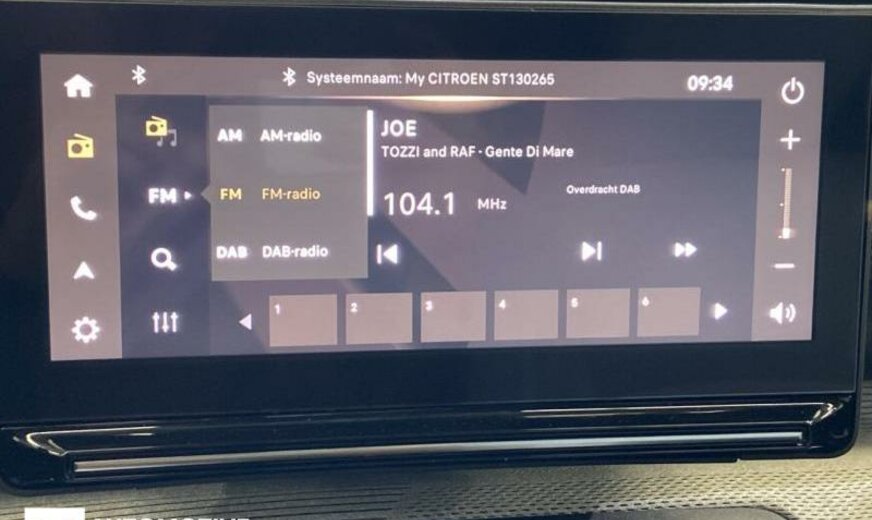 Systeemnaam: My CITROEN ST130265
09:34
AM AM-radio
FM
FM FM-radio
DAB DAB-radio
JOE
TOZZI and RAF - Gente Di Mare
104.1 MHz
Overdracht DAB
1 2 3 4 5 6